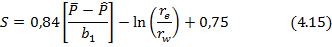 S = 0,84 [ (P̅ − P̂) / b₁ ] − ln ( rₑ / r_w ) + 0,75 (4.15)